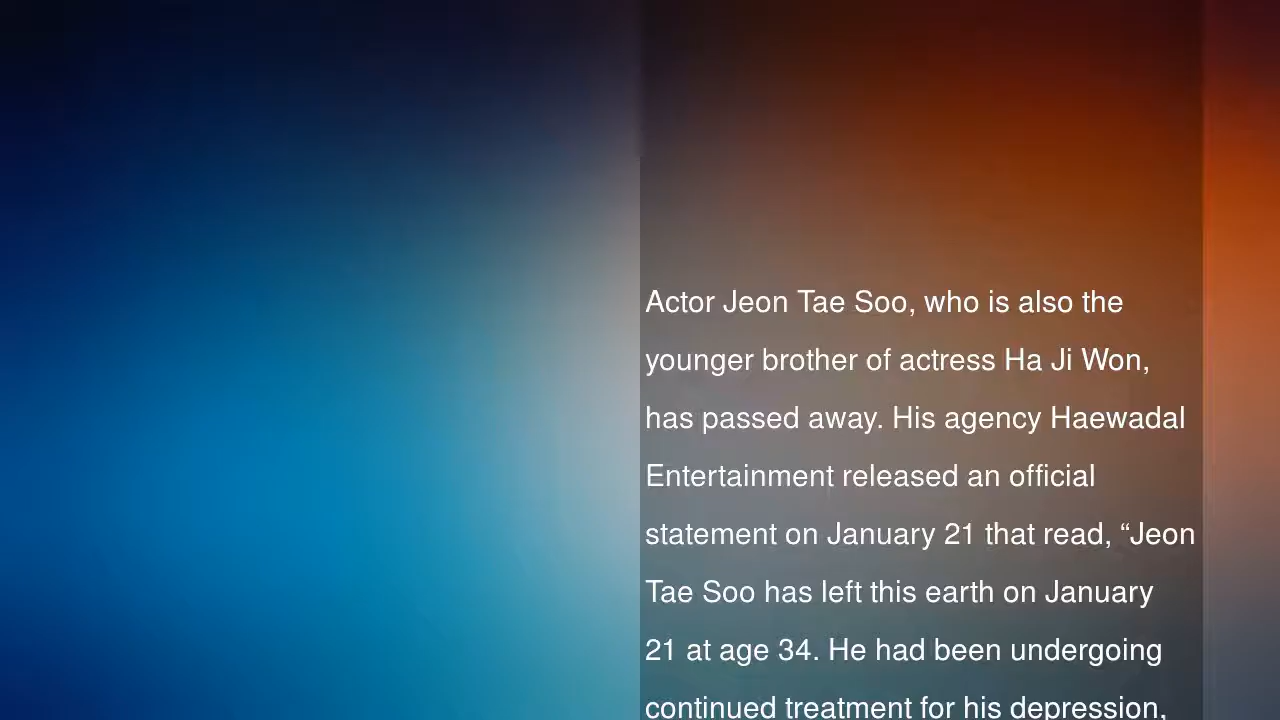 Actor Jeon Tae Soo, who is also the
younger brother of actress Ha Ji Won,
has passed away. His agency Haewadal
Entertainment released an official
statement on January 21 that read, “Jeon
Tae Soo has left this earth on January
21 at age 34. He had been undergoing
continued treatment for his depression,